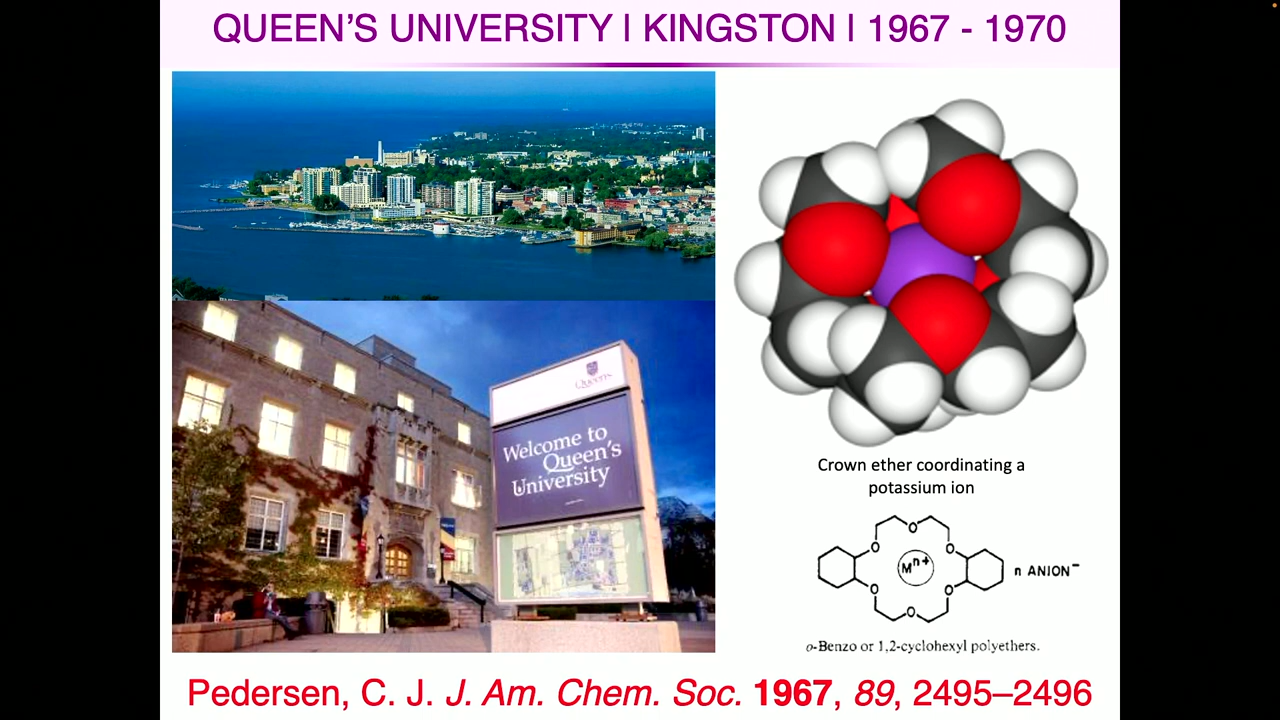 QUEEN'S UNIVERSITY | KINGSTON | 1967 - 1970
Queen's
Welcome to
Queen's
University
Crown ether coordinating a
potassium ion
O
O
O
M^n+
O
O
O
n ANION⁻
o-Benzo or 1,2-cyclohexyl polyethers.
Pedersen, C. J. J. Am. Chem. Soc. 1967, 89, 2495–2496